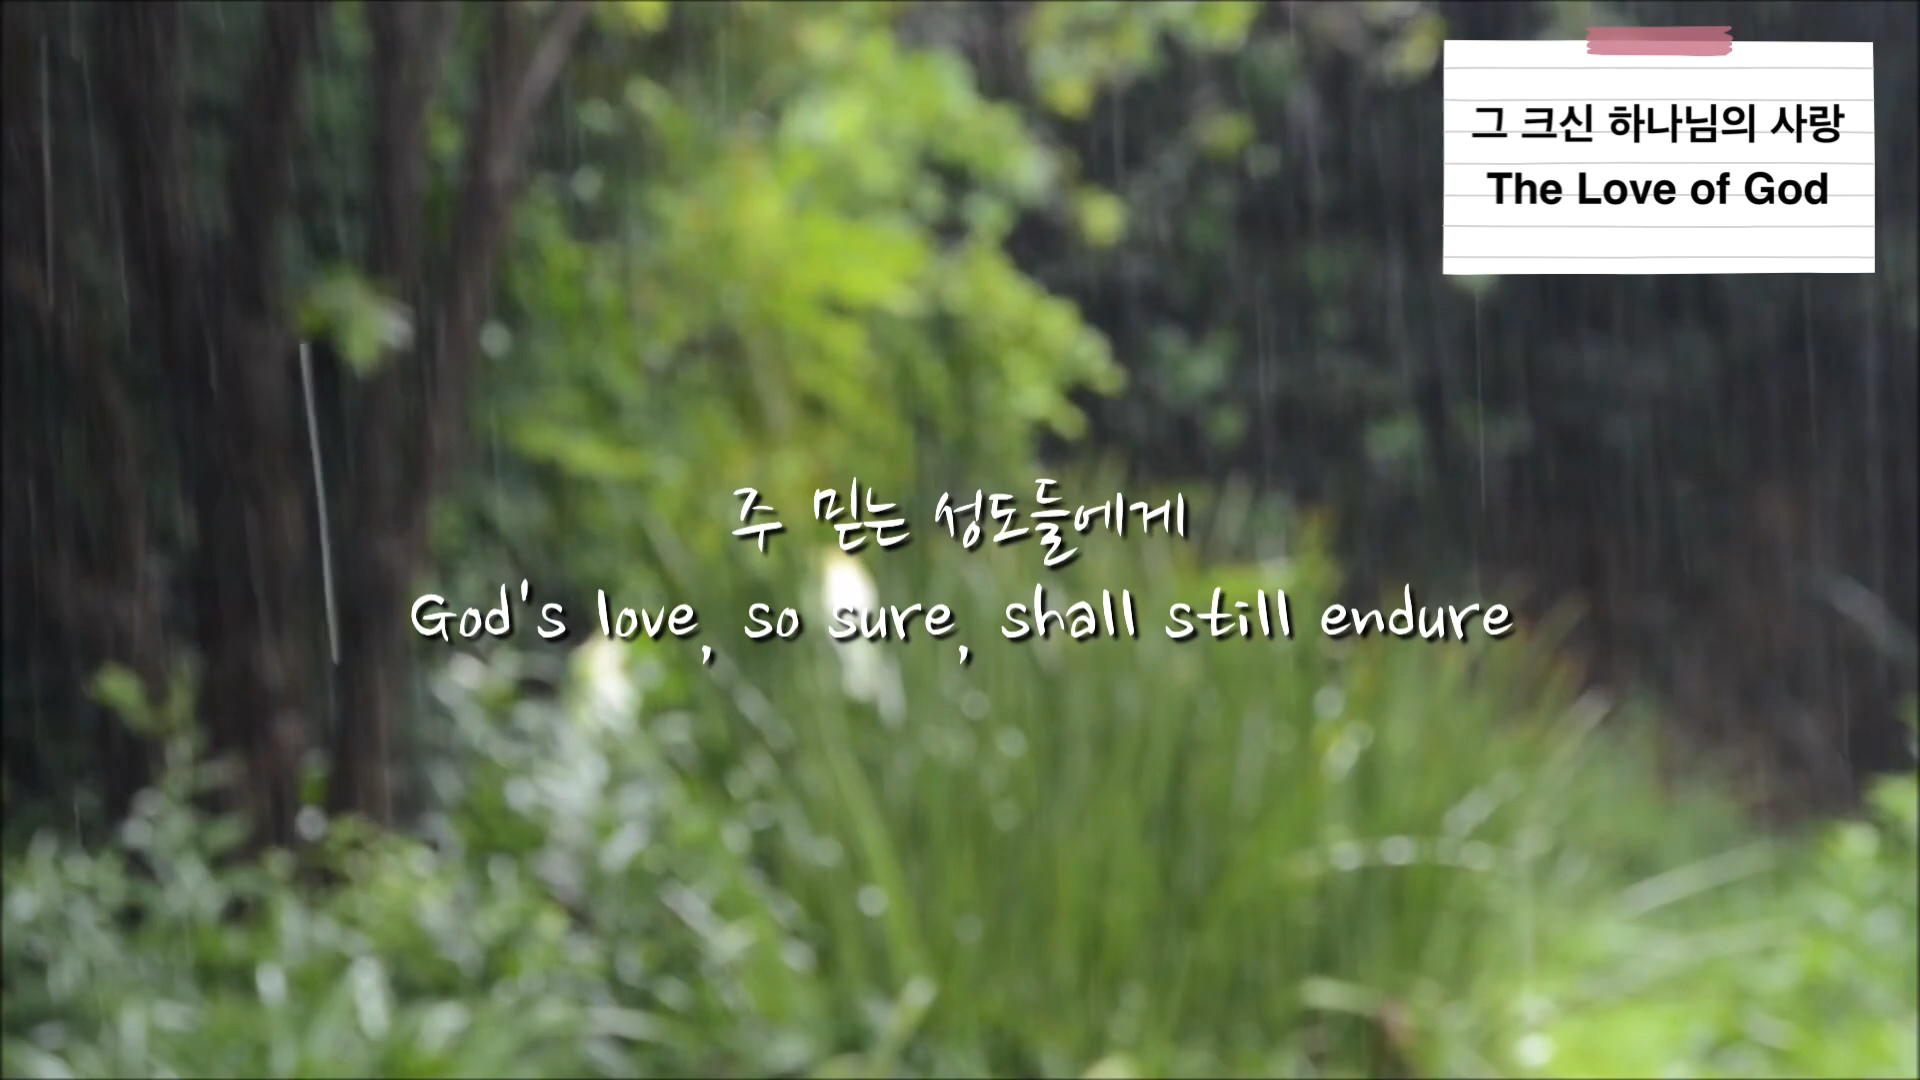 그 크신 하나님의 사랑
The Love of God
주 믿는 성도들에게
God's love, so sure, shall still endure